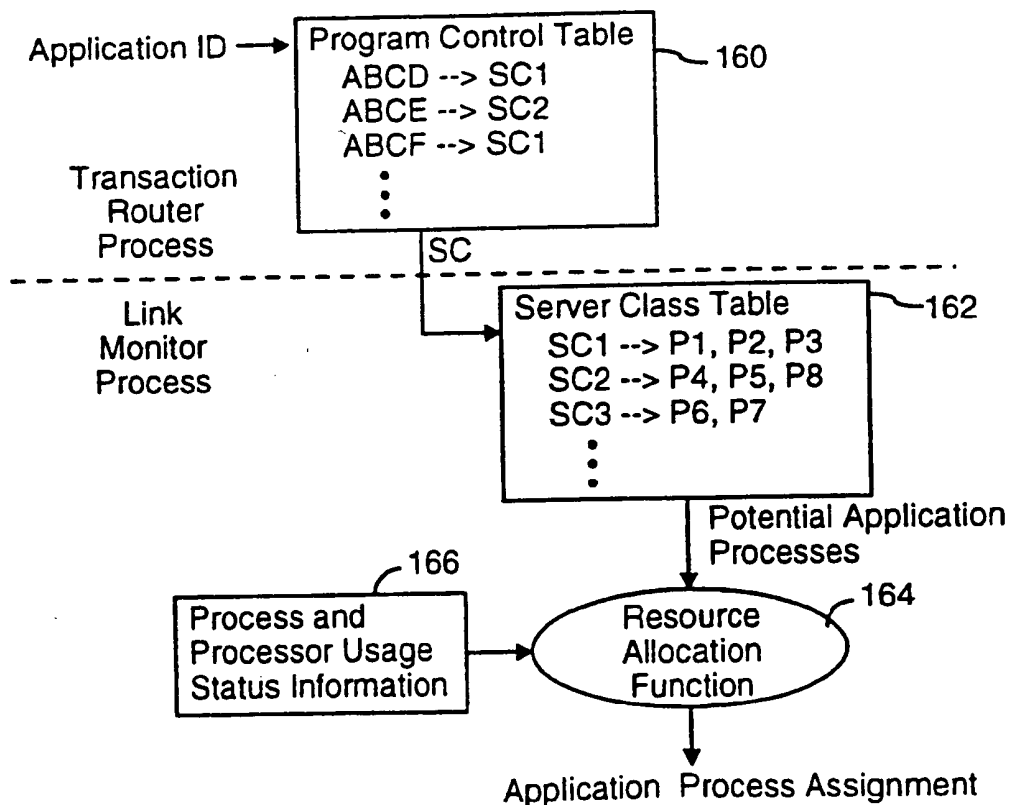 Application ID
Program Control Table
160
ABCD --> SC1
ABCE --> SC2
ABCF --> SC1
Transaction
Router
Process
SC
Link
Monitor
Process
Server Class Table
162
SC1 --> P1, P2, P3
SC2 --> P4, P5, P8
SC3 --> P6, P7
Potential Application
Processes
166
Process and
Processor Usage
Status Information
164
Resource
Allocation
Function
Application Process Assignment